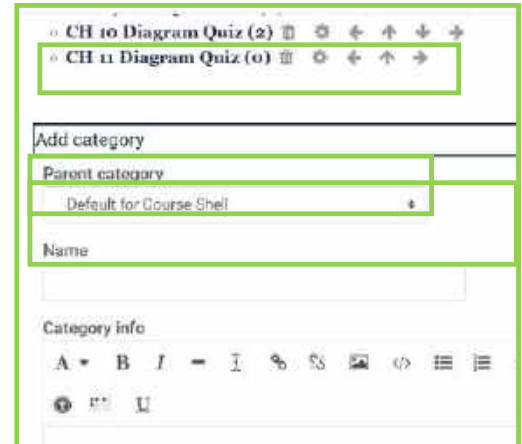 CH 10 Diagram Quiz (2)
CH 11 Diagram Quiz (0)
Add category
Parent category
Default for Course Shell
Name
Category info
A B I
U